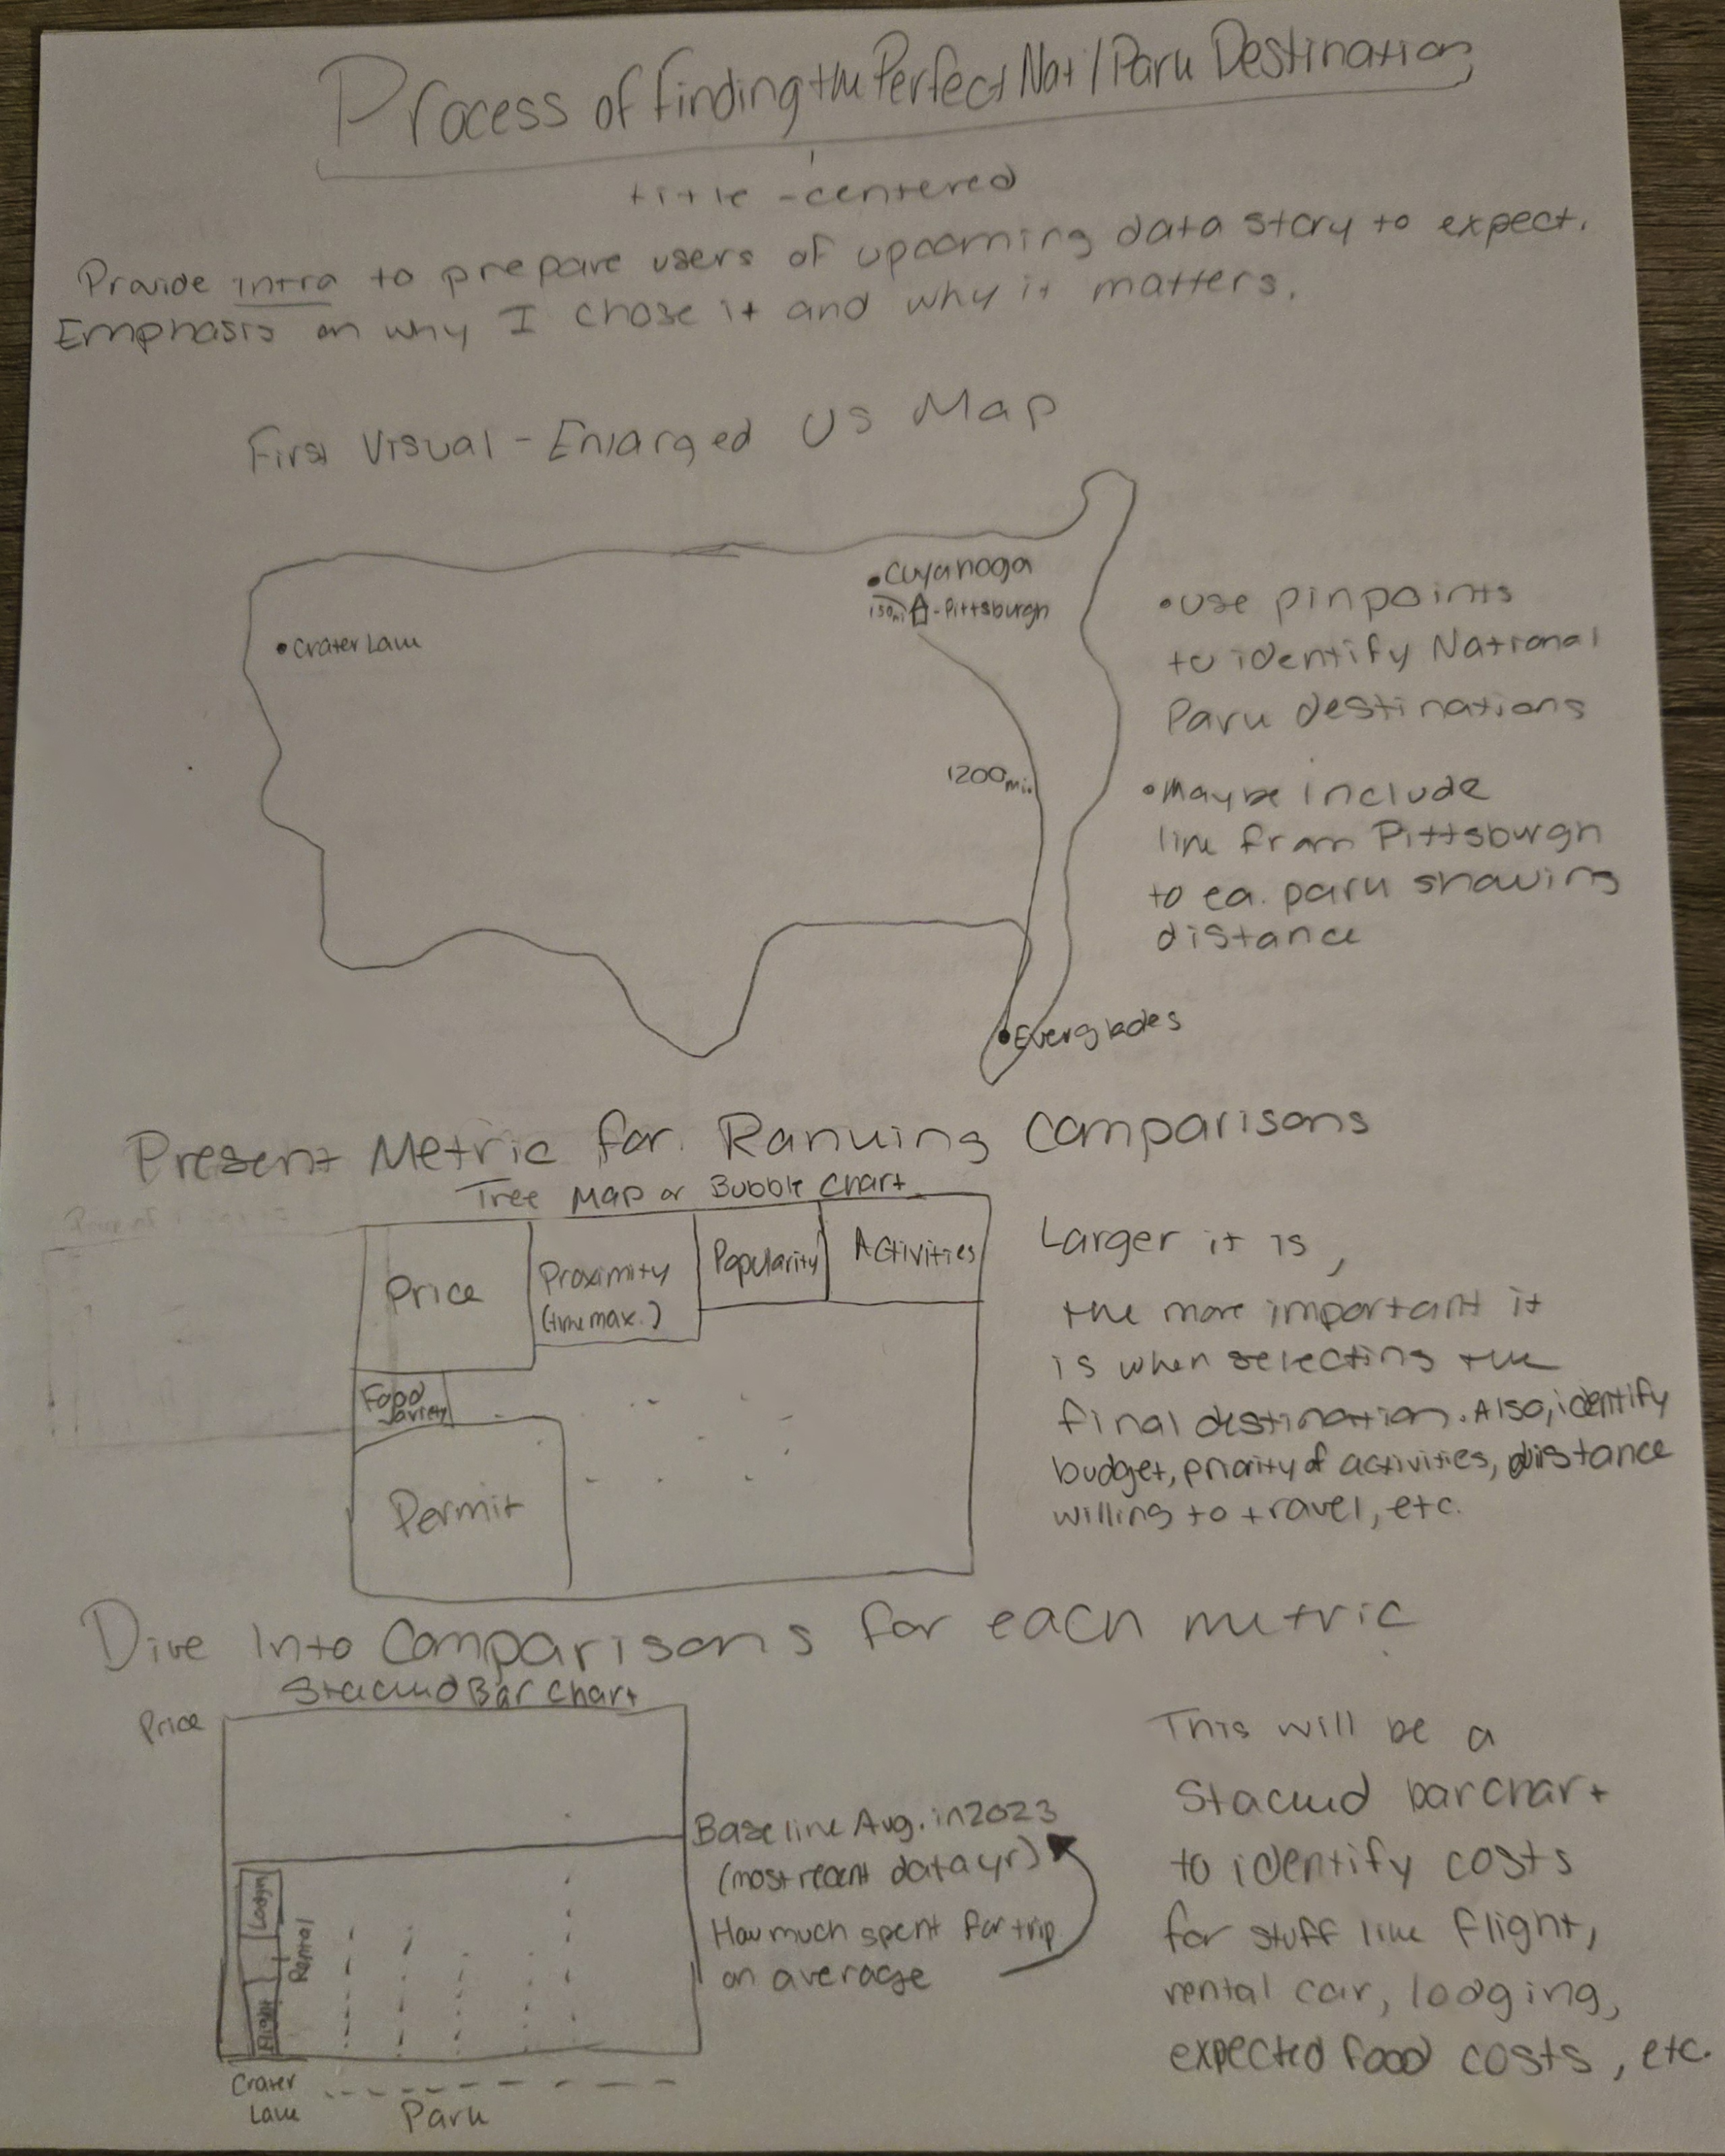 Process of Finding the Perfect Nat / Park Destination
title - centered
Provide intro to prepare users of upcoming data story to expect.
Emphasis on why I chose it and why it matters.
First Visual - Enlarged US Map
Cuyahoga
150mi - Pittsburgh
Crater Lake
1200mi.
Everglades
• use pinpoints
to identify National
Park destinations
• Maybe include
line from Pittsburgh
to ea. park showing
distance
Present Metric for Ranking Comparisons
Tree Map or Bubble Chart
Price
Proximity
(time max.)
Popularity
Activities
Food
Variety
Permit
Larger it is,
the more important it
is when selecting the
final destination. Also, identify
budget, priority of activities, distance
willing to travel, etc.
Dive Into Comparisons for each metric
Stacked Bar Chart
Price
Lodging
Rental
Flight
Crater
Lake
Park
Baseline Avg. in 2023
(most recent data yr)
How much spent for trip
on average
This will be a
Stacked bar chart
to identify costs
for stuff like flight,
rental car, lodging,
expected food costs, etc.